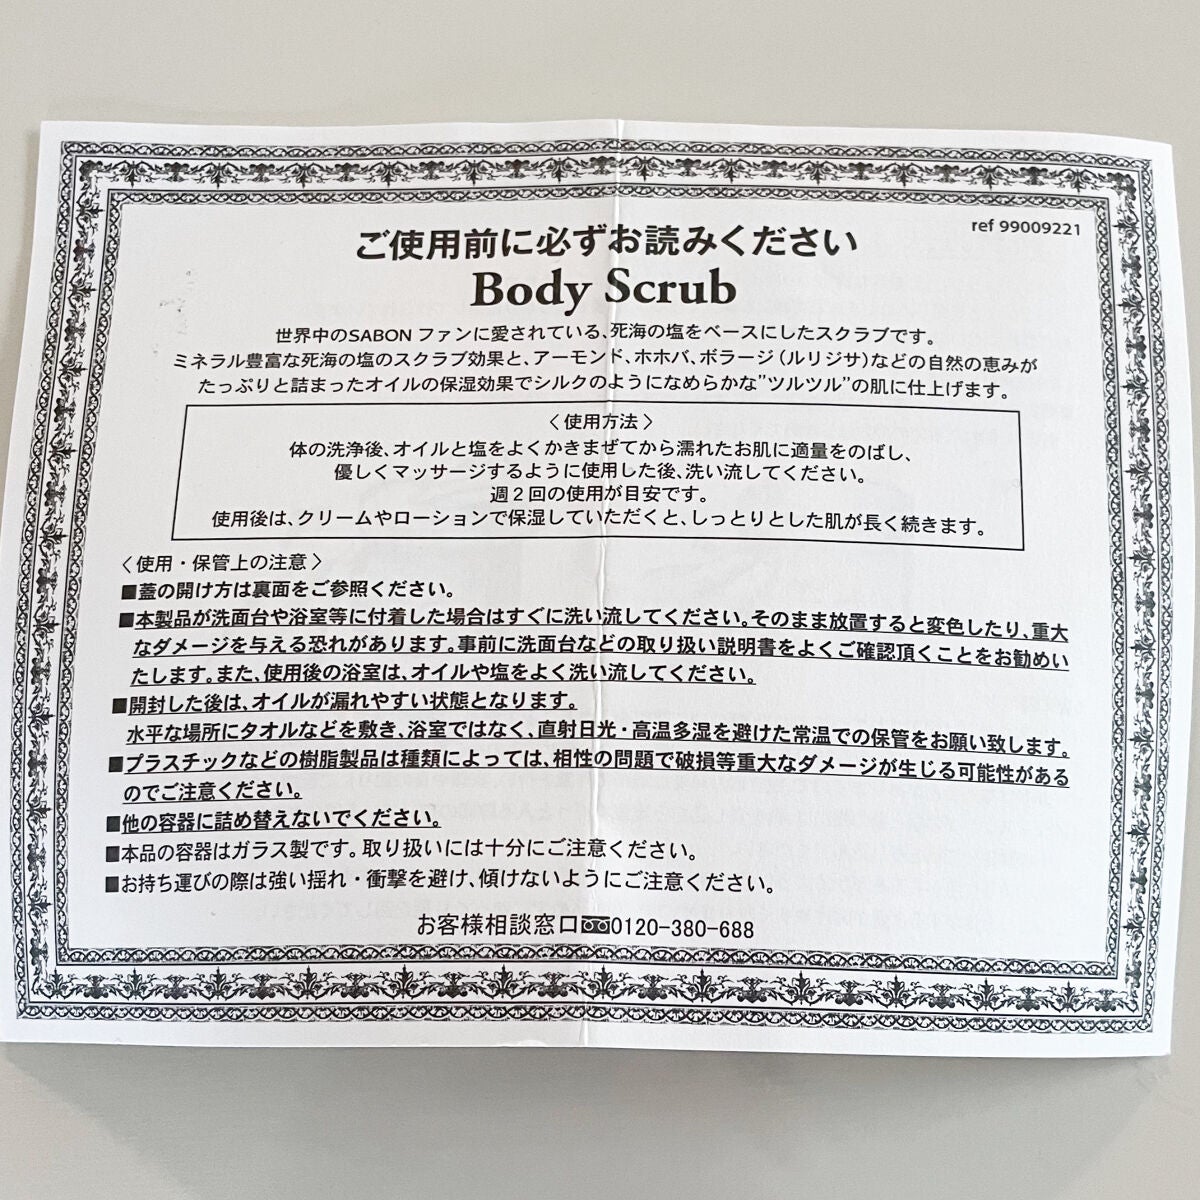 ref 99009221
ご使用前に必ずお読みください
Body Scrub
世界中のSABON ファンに愛されている、死海の塩をベースにしたスクラブです。
ミネラル豊富な死海の塩のスクラブ効果と、アーモンド、ホホバ、ボラージ（ルリジサ）などの自然の恵みが
たっぷりと詰まったオイルの保湿効果でシルクのようになめらかな”ツルツル”の肌に仕上げます。
〈使用方法〉
体の洗浄後、オイルと塩をよくかきまぜてから濡れたお肌に適量をのばし、
優しくマッサージするように使用した後、洗い流してください。
週2回の使用が目安です。
使用後は、クリームやローションで保湿していただくと、しっとりとした肌が長く続きます。
〈使用・保管上の注意〉
■蓋の開け方は裏面をご参照ください。
■本製品が洗面台や浴室等に付着した場合はすぐに洗い流してください。そのまま放置すると変色したり、重大
なダメージを与える恐れがあります。事前に洗面台などの取り扱い説明書をよくご確認頂くことをお勧めい
たします。また、使用後の浴室は、オイルや塩をよく洗い流してください。
■開封した後は、オイルが漏れやすい状態となります。
水平な場所にタオルなどを敷き、浴室ではなく、直射日光・高温多湿を避けた常温での保管をお願い致します。
■プラスチックなどの樹脂製品は種類によっては、相性の問題で破損等重大なダメージが生じる可能性がある
のでご注意ください。
■他の容器に詰め替えないでください。
■本品の容器はガラス製です。取り扱いには十分にご注意ください。
■お持ち運びの際は強い揺れ・衝撃を避け、傾けないようにご注意ください。
お客様相談窓口0120-380-688